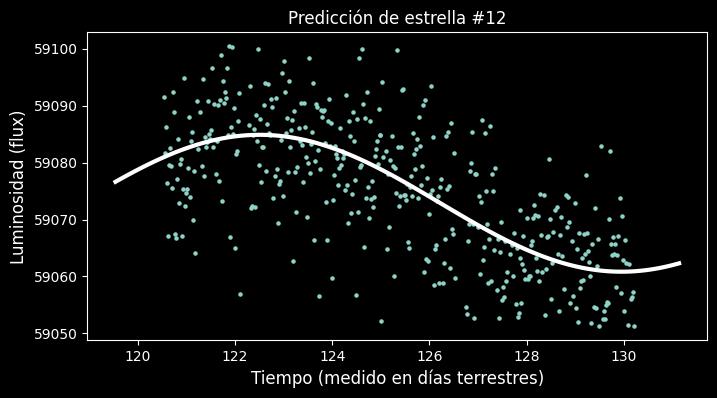 Predicción de estrella #12
Luminosidad (flux)
59100
59090
59080
59070
59060
59050
120 122 124 126 128 130
Tiempo (medido en días terrestres)